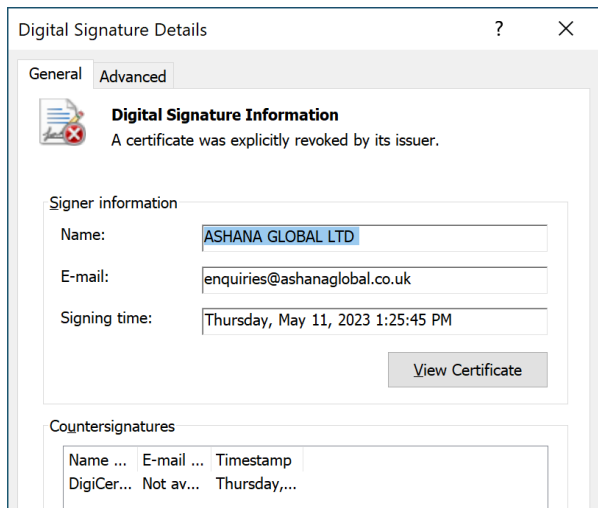 Digital Signature Details ?
General Advanced
Digital Signature Information
A certificate was explicitly revoked by its issuer.
Signer information
Name: ASHANA GLOBAL LTD
E-mail: enquiries@ashanaglobal.co.uk
Signing time: Thursday, May 11, 2023 1:25:45 PM
View Certificate
Countersignatures
Name ... E-mail ... Timestamp
DigiCer... Not av... Thursday,...